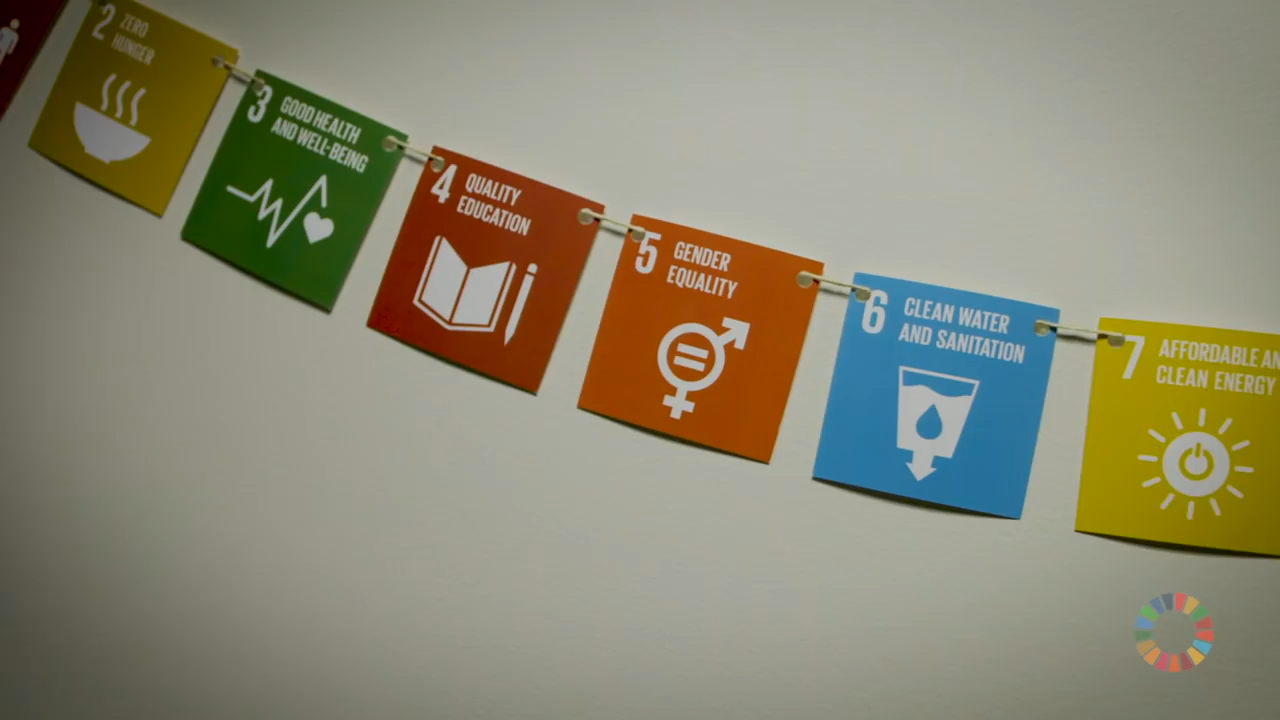 2 ZERO
HUNGER
3 GOOD HEALTH
AND WELL-BEING
4 QUALITY
EDUCATION
5 GENDER
EQUALITY
6 CLEAN WATER
AND SANITATION
7 AFFORDABLE AN
CLEAN ENERGY